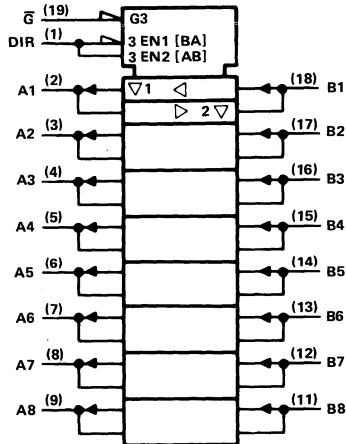 G̅ (19) G3
DIR (1) 3 EN1 [BA]
3 EN2 [AB]
A1 (2) ▽1 ◁ (18) B1
▷ 2▽
A2 (3) (17) B2
A3 (4) (16) B3
A4 (5) (15) B4
A5 (6) (14) B5
A6 (7) (13) B6
A7 (8) (12) B7
A8 (9) (11) B8